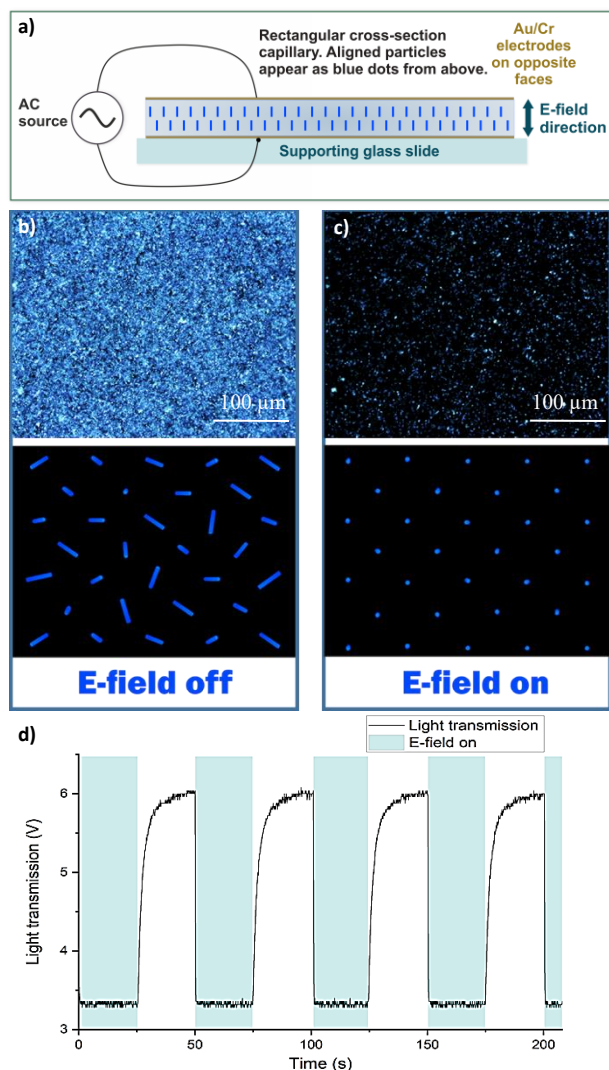 a)
Rectangular cross-section
capillary. Aligned particles
appear as blue dots from above.
Au/Cr
electrodes
on opposite
faces
AC
source
E-field
direction
Supporting glass slide
b)
100 µm
E-field off
c)
100 µm
E-field on
d)
Light transmission
E-field on
Light transmission (V)
6
5
4
3
0
50
100
150
200
Time (s)